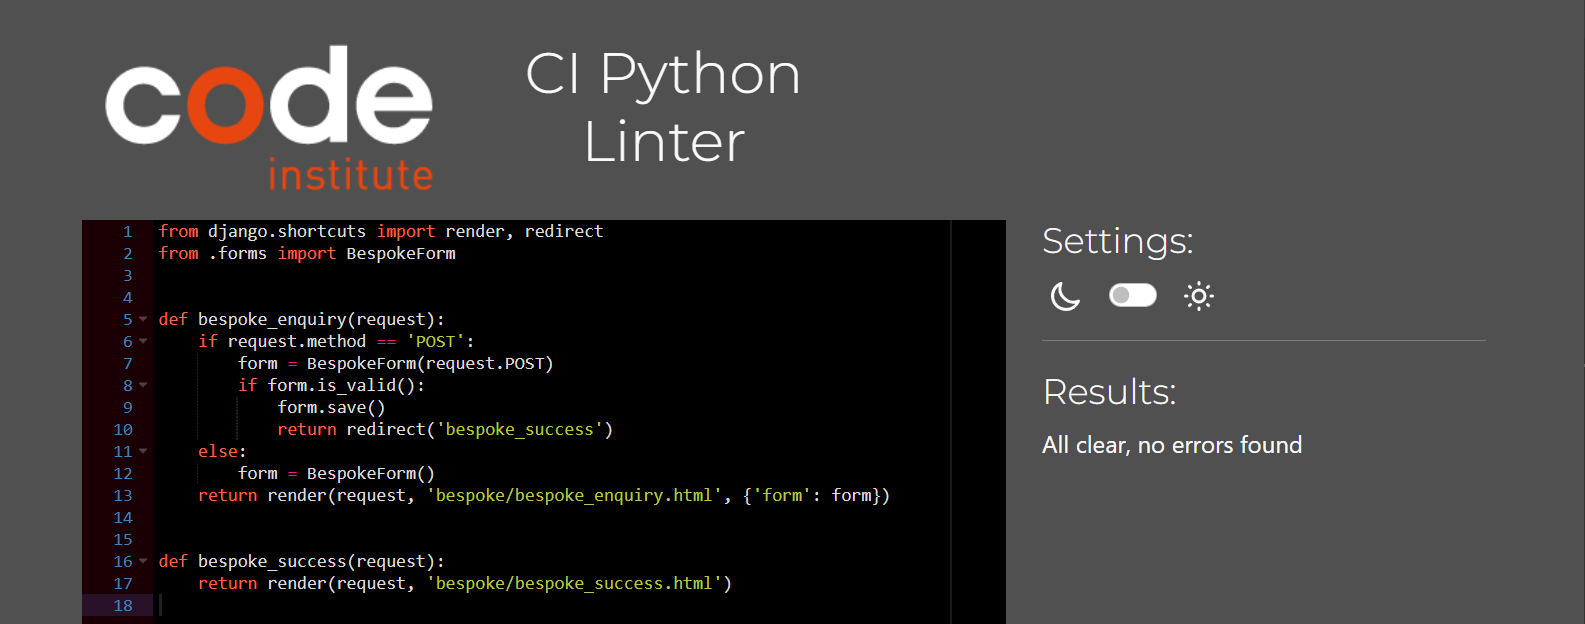 code
institute
CI Python
Linter
1 from django.shortcuts import render, redirect
2 from .forms import BespokeForm
3
4
5 def bespoke_enquiry(request):
6     if request.method == 'POST':
7         form = BespokeForm(request.POST)
8         if form.is_valid():
9             form.save()
10             return redirect('bespoke_success')
11     else:
12         form = BespokeForm()
13     return render(request, 'bespoke/bespoke_enquiry.html', {'form': form})
14
15
16 def bespoke_success(request):
17     return render(request, 'bespoke/bespoke_success.html')
18
Settings:
Results:
All clear, no errors found